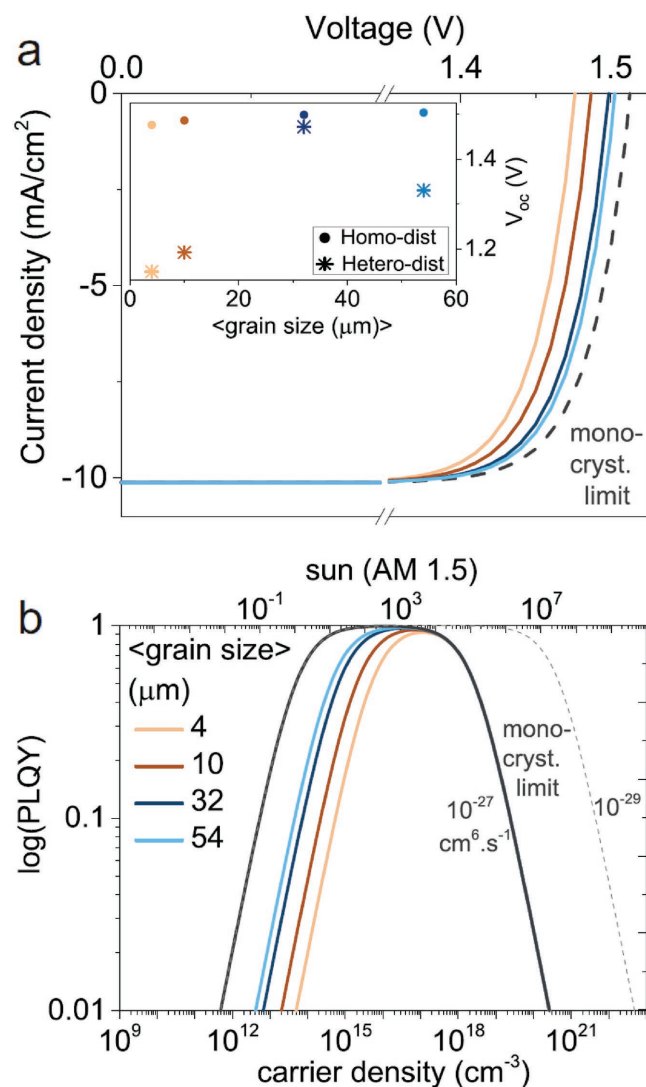 a
Voltage (V)
0.0
1.4
1.5
0
-5
-10
Current density (mA/cm²)
1.4
1.2
V_oc (V)
Homo-dist
Hetero-dist
0
20
40
60
<grain size (μm)>
mono-
cryst.
limit
b
sun (AM 1.5)
10⁻¹
10³
10⁷
1
0.1
0.01
log(PLQY)
<grain size>
(μm)
4
10
32
54
mono-
cryst.
limit
10⁻²⁷
cm⁶.s⁻¹
10⁻²⁹
10⁹
10¹²
10¹⁵
10¹⁸
10²¹
carrier density (cm⁻³)